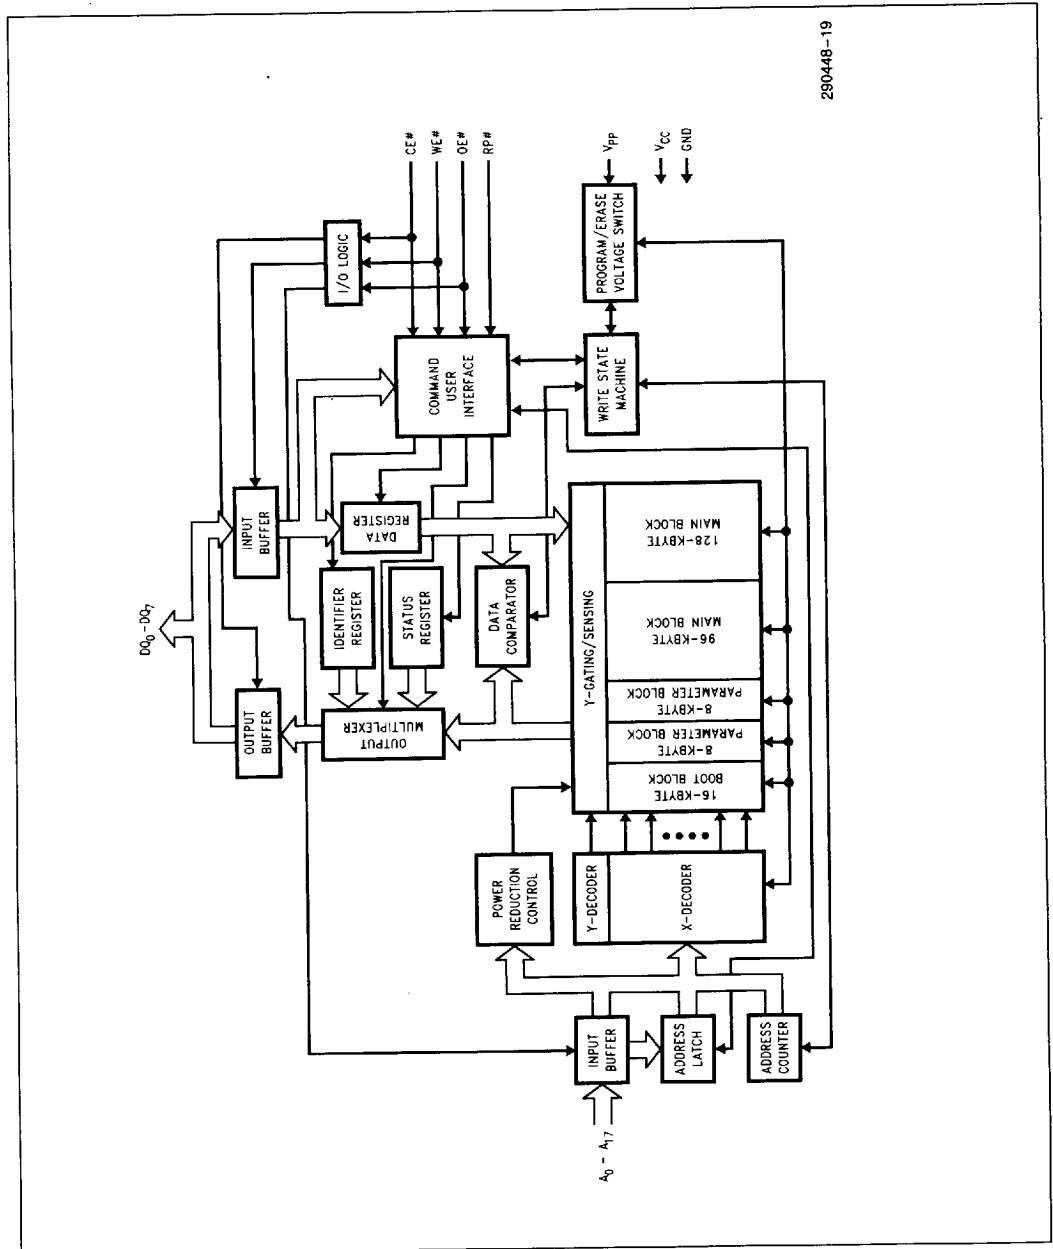 290448-19
DQ₀-DQ₇
OUTPUT
BUFFER
INPUT
BUFFER
I/O LOGIC
CE#
WE#
OE#
RP#
OUTPUT
MULTIPLEXER
IDENTIFIER
REGISTER
STATUS
REGISTER
DATA
REGISTER
COMMAND
USER
INTERFACE
DATA
COMPARATOR
POWER
REDUCTION
CONTROL
A₀ - A₁₇
INPUT
BUFFER
ADDRESS
LATCH
ADDRESS
COUNTER
Y-DECODER
X-DECODER
Y-GATING/SENSING
16-KBYTE
BOOT BLOCK
8-KBYTE
PARAMETER BLOCK
8-KBYTE
PARAMETER BLOCK
96-KBYTE
MAIN BLOCK
128-KBYTE
MAIN BLOCK
WRITE STATE
MACHINE
PROGRAM/ERASE
VOLTAGE SWITCH
VPP
VCC
GND